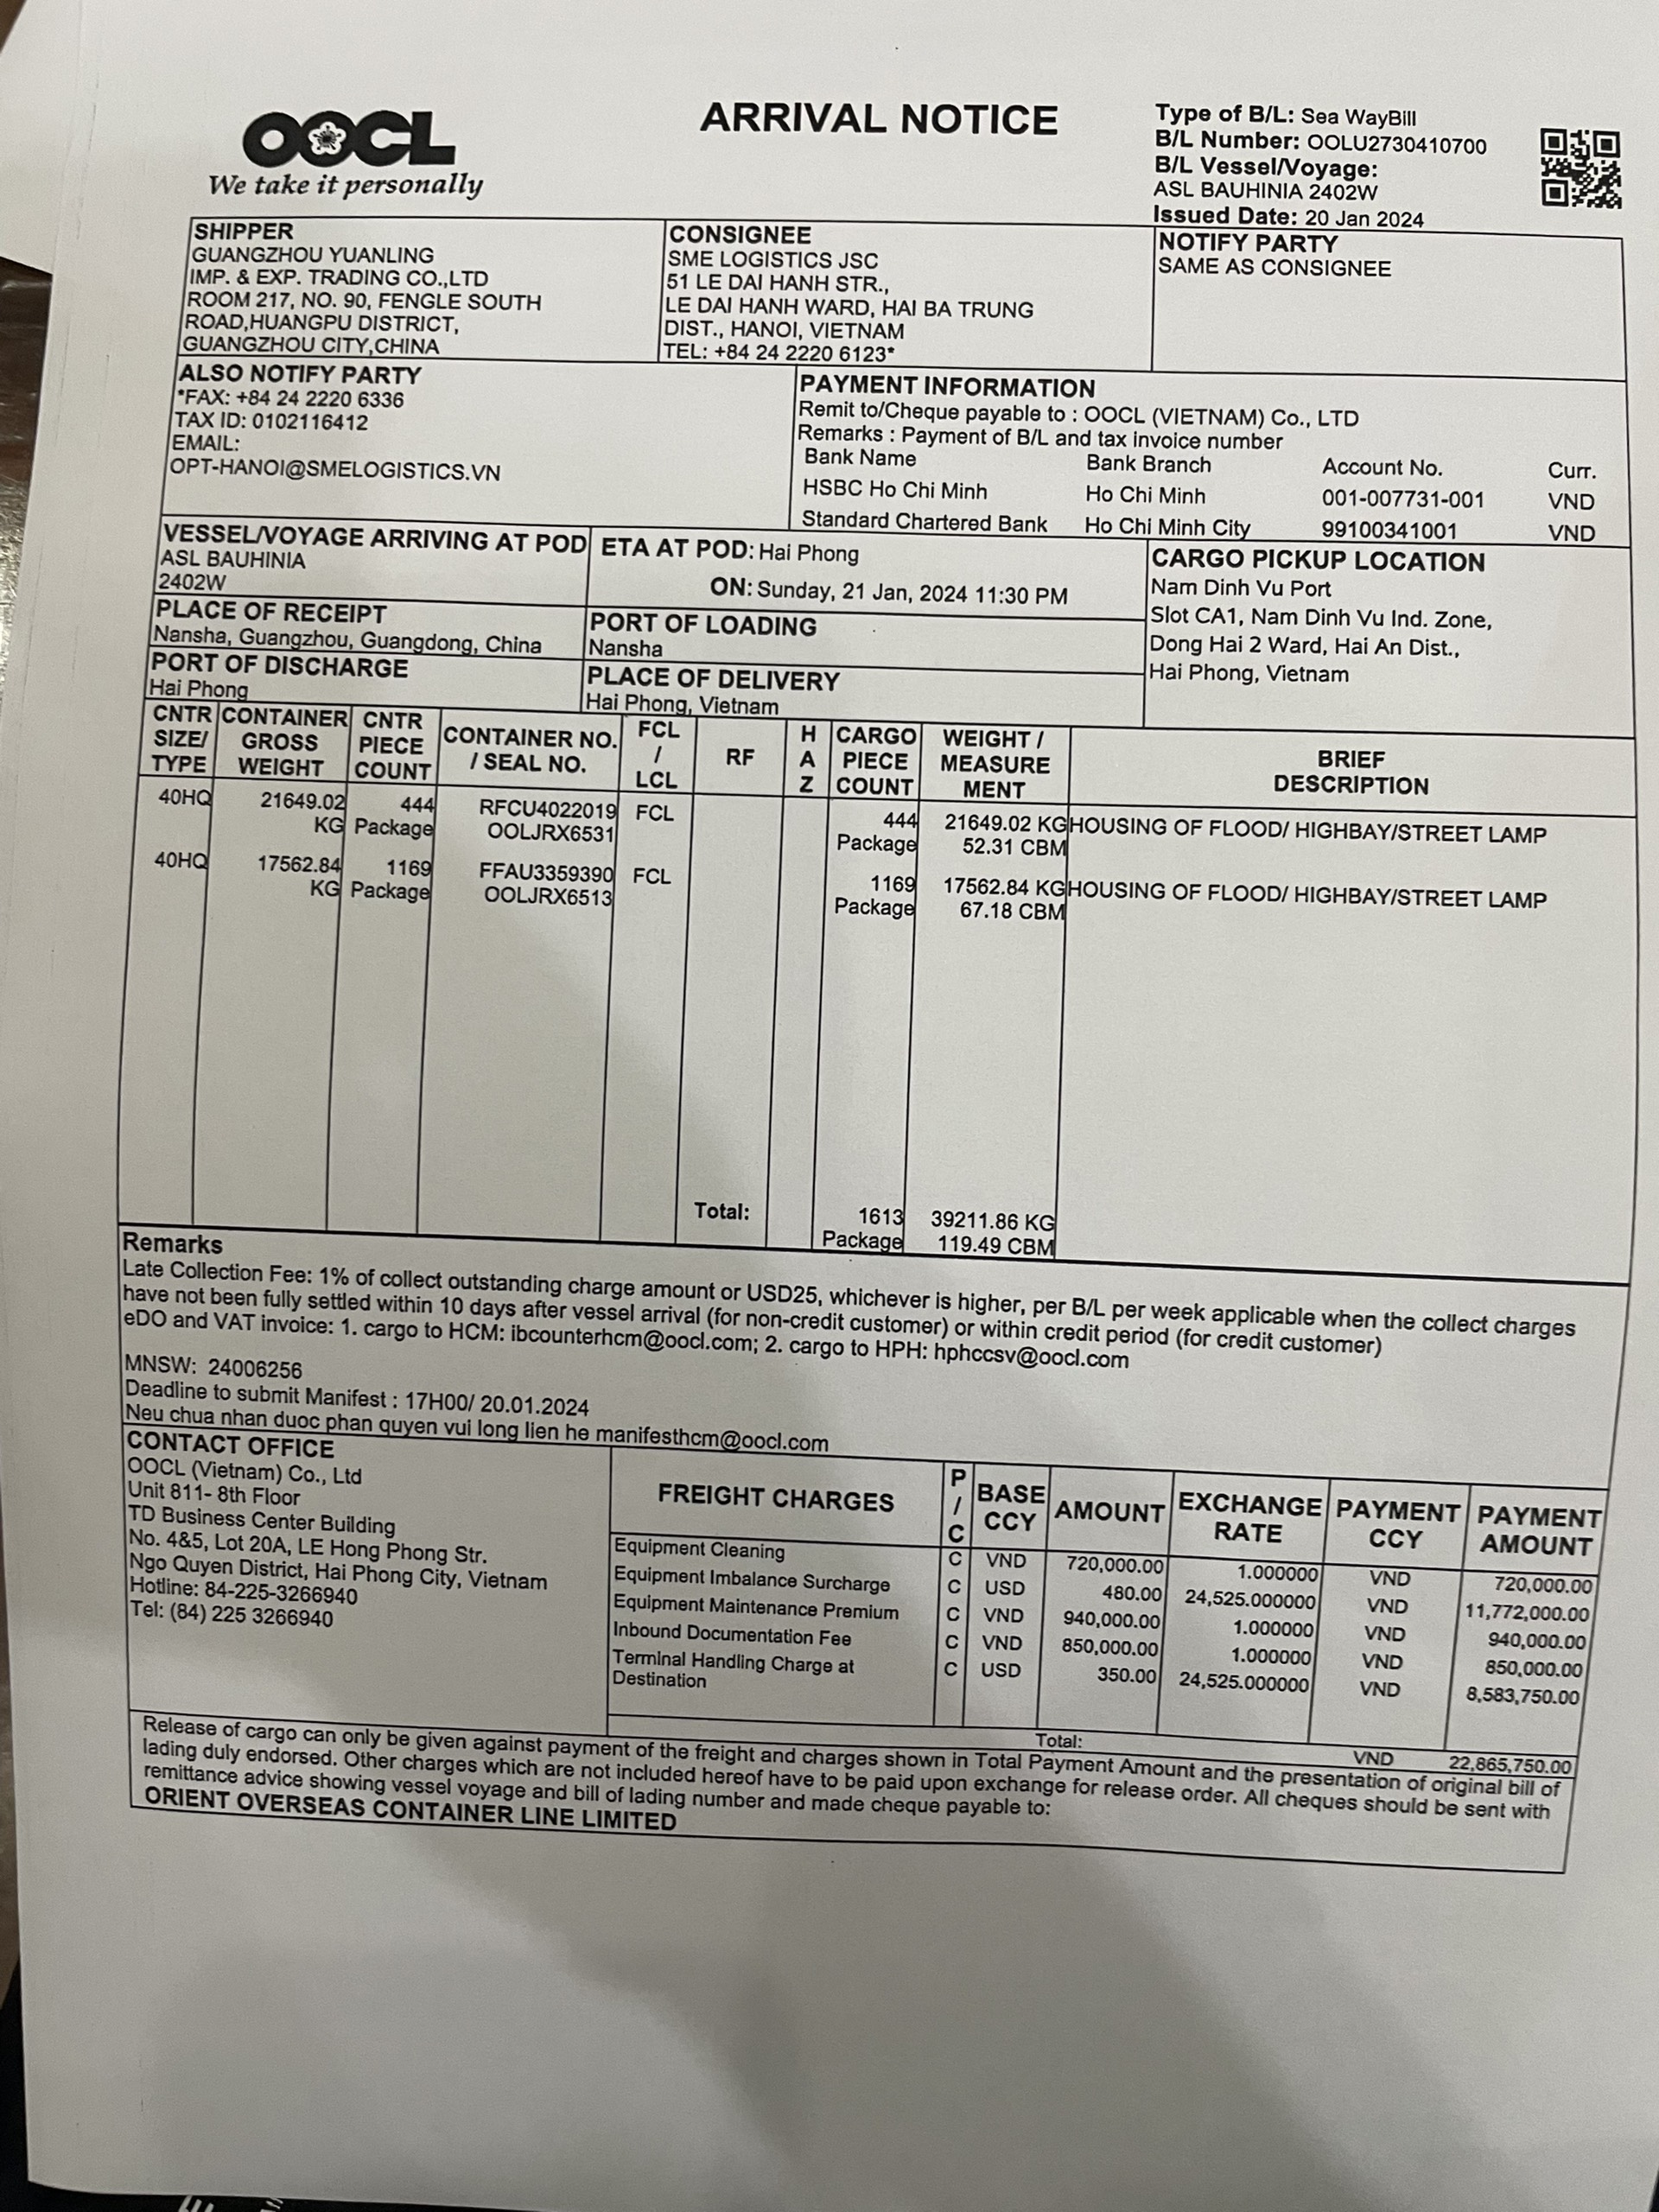 OOCL
We take it personally
ARRIVAL NOTICE
Type of B/L: Sea WayBill
B/L Number: OOLU2730410700
B/L Vessel/Voyage:
ASL BAUHINIA 2402W
Issued Date: 20 Jan 2024
SHIPPER
GUANGZHOU YUANLING
IMP. & EXP. TRADING CO.,LTD
ROOM 217, NO. 90, FENGLE SOUTH
ROAD,HUANGPU DISTRICT,
GUANGZHOU CITY,CHINA
CONSIGNEE
SME LOGISTICS JSC
51 LE DAI HANH STR.,
LE DAI HANH WARD, HAI BA TRUNG
DIST., HANOI, VIETNAM
TEL: +84 24 2220 6123*
NOTIFY PARTY
SAME AS CONSIGNEE
ALSO NOTIFY PARTY
*FAX: +84 24 2220 6336
TAX ID: 0102116412
EMAIL:
OPT-HANOI@SMELOGISTICS.VN
PAYMENT INFORMATION
Remit to/Cheque payable to : OOCL (VIETNAM) Co., LTD
Remarks : Payment of B/L and tax invoice number
Bank Name Bank Branch Account No. Curr.
HSBC Ho Chi Minh Ho Chi Minh 001-007731-001 VND
Standard Chartered Bank Ho Chi Minh City 99100341001 VND
VESSEL/VOYAGE ARRIVING AT POD
ASL BAUHINIA
2402W
ETA AT POD: Hai Phong
ON: Sunday, 21 Jan, 2024 11:30 PM
CARGO PICKUP LOCATION
Nam Dinh Vu Port
Slot CA1, Nam Dinh Vu Ind. Zone,
Dong Hai 2 Ward, Hai An Dist.,
Hai Phong, Vietnam
PLACE OF RECEIPT
Nansha, Guangzhou, Guangdong, China
PORT OF LOADING
Nansha
PORT OF DISCHARGE
Hai Phong
PLACE OF DELIVERY
Hai Phong, Vietnam
CNTR SIZE/ TYPE CONTAINER GROSS WEIGHT CNTR PIECE COUNT CONTAINER NO. / SEAL NO. FCL / LCL RF H A Z CARGO PIECE COUNT WEIGHT / MEASURE MENT BRIEF DESCRIPTION
40HQ 21649.02 444 RFCU4022019 FCL 444 21649.02 KG HOUSING OF FLOOD/ HIGHBAY/STREET LAMP
KG Package OOLJRX6531 Package 52.31 CBM
40HQ 17562.84 1169 FFAU3359390 FCL 1169 17562.84 KG HOUSING OF FLOOD/ HIGHBAY/STREET LAMP
KG Package OOLJRX6513 Package 67.18 CBM
Total: 1613 39211.86 KG
Package 119.49 CBM
Remarks
Late Collection Fee: 1% of collect outstanding charge amount or USD25, whichever is higher, per B/L per week applicable when the collect charges
have not been fully settled within 10 days after vessel arrival (for non-credit customer) or within credit period (for credit customer)
eDO and VAT invoice: 1. cargo to HCM: ibcounterhcm@oocl.com; 2. cargo to HPH: hphccsv@oocl.com
MNSW: 24006256
Deadline to submit Manifest : 17H00/ 20.01.2024
Neu chua nhan duoc phan quyen vui long lien he manifesthcm@oocl.com
CONTACT OFFICE
OOCL (Vietnam) Co., Ltd
Unit 811- 8th Floor
TD Business Center Building
No. 4&5, Lot 20A, LE Hong Phong Str.
Ngo Quyen District, Hai Phong City, Vietnam
Hotline: 84-225-3266940
Tel: (84) 225 3266940
FREIGHT CHARGES P / C BASE CCY AMOUNT EXCHANGE RATE PAYMENT CCY PAYMENT AMOUNT
Equipment Cleaning C VND 720,000.00 1.000000 VND 720,000.00
Equipment Imbalance Surcharge C USD 480.00 24,525.000000 VND 11,772,000.00
Equipment Maintenance Premium C VND 940,000.00 1.000000 VND 940,000.00
Inbound Documentation Fee C VND 850,000.00 1.000000 VND 850,000.00
Terminal Handling Charge at C USD 350.00 24,525.000000 VND 8,583,750.00
Destination
Total: VND 22,865,750.00
Release of cargo can only be given against payment of the freight and charges shown in Total Payment Amount and the presentation of original bill of
lading duly endorsed. Other charges which are not included hereof have to be paid upon exchange for release order. All cheques should be sent with
remittance advice showing vessel voyage and bill of lading number and made cheque payable to:
ORIENT OVERSEAS CONTAINER LINE LIMITED